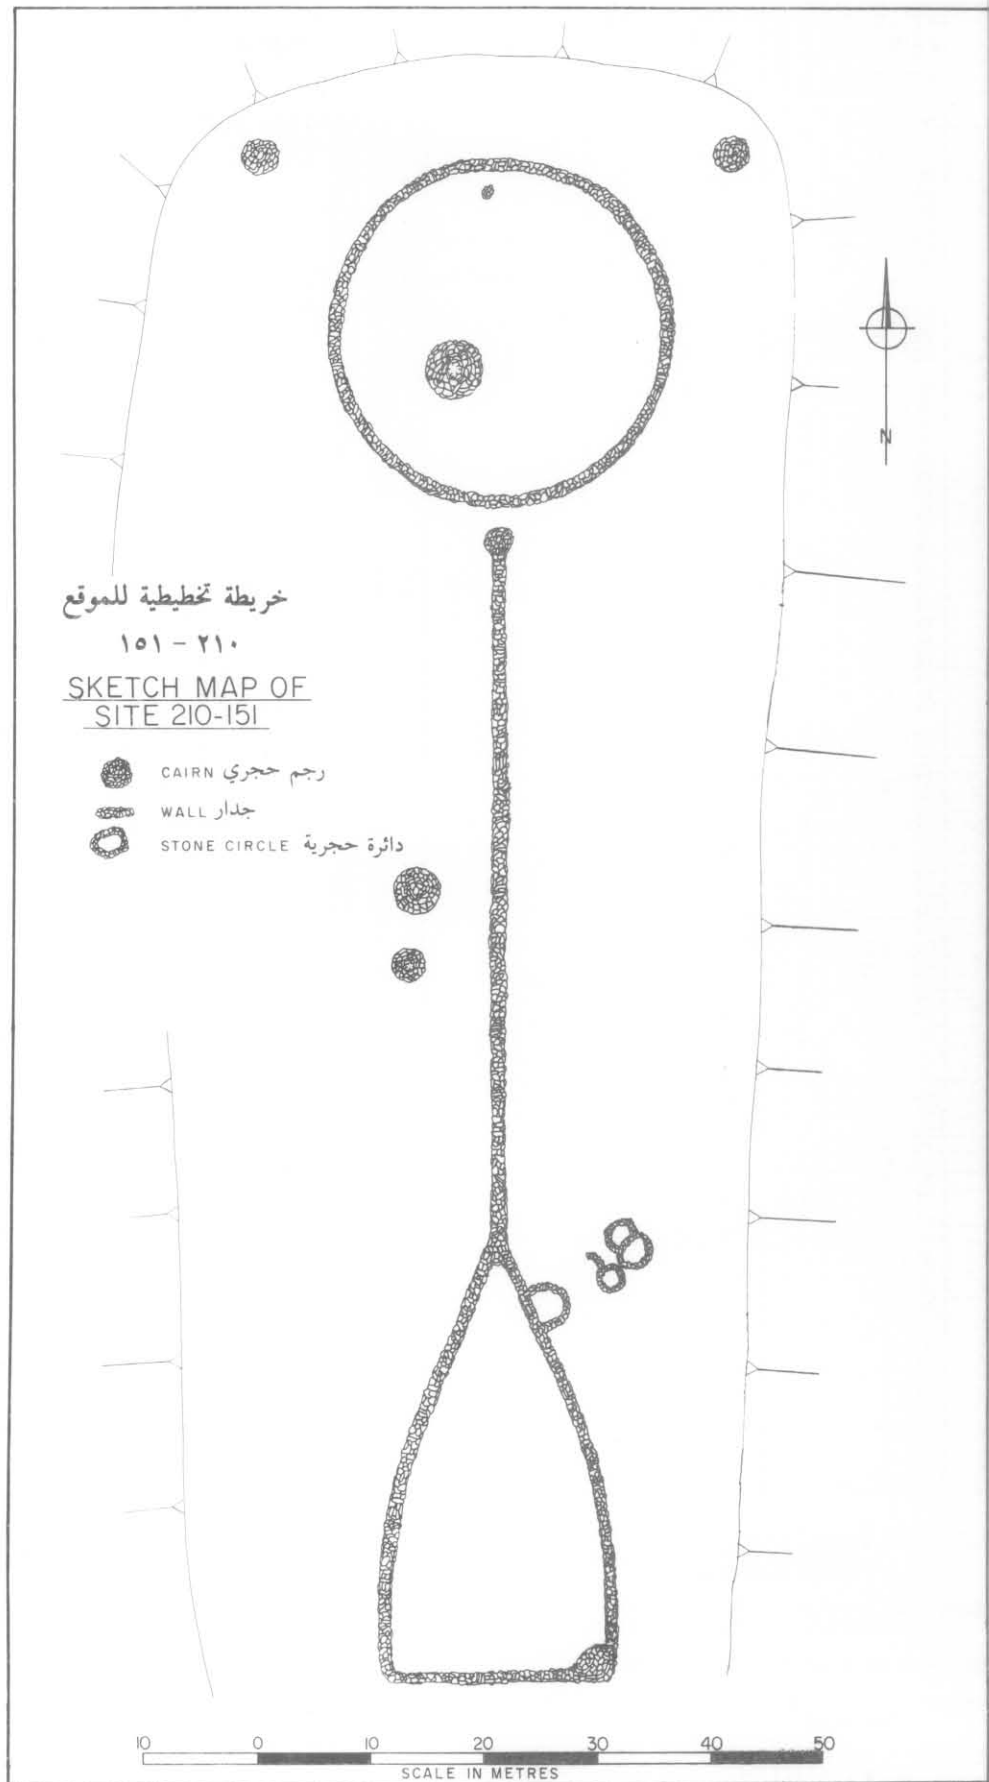 N
خريطة تخطيطية للموقع
٢١٠ - ١٥١
SKETCH MAP OF
SITE 210-151
CAIRN رجم حجري
WALL جدار
STONE CIRCLE دائرة حجرية
10 0 10 20 30 40 50
SCALE IN METRES